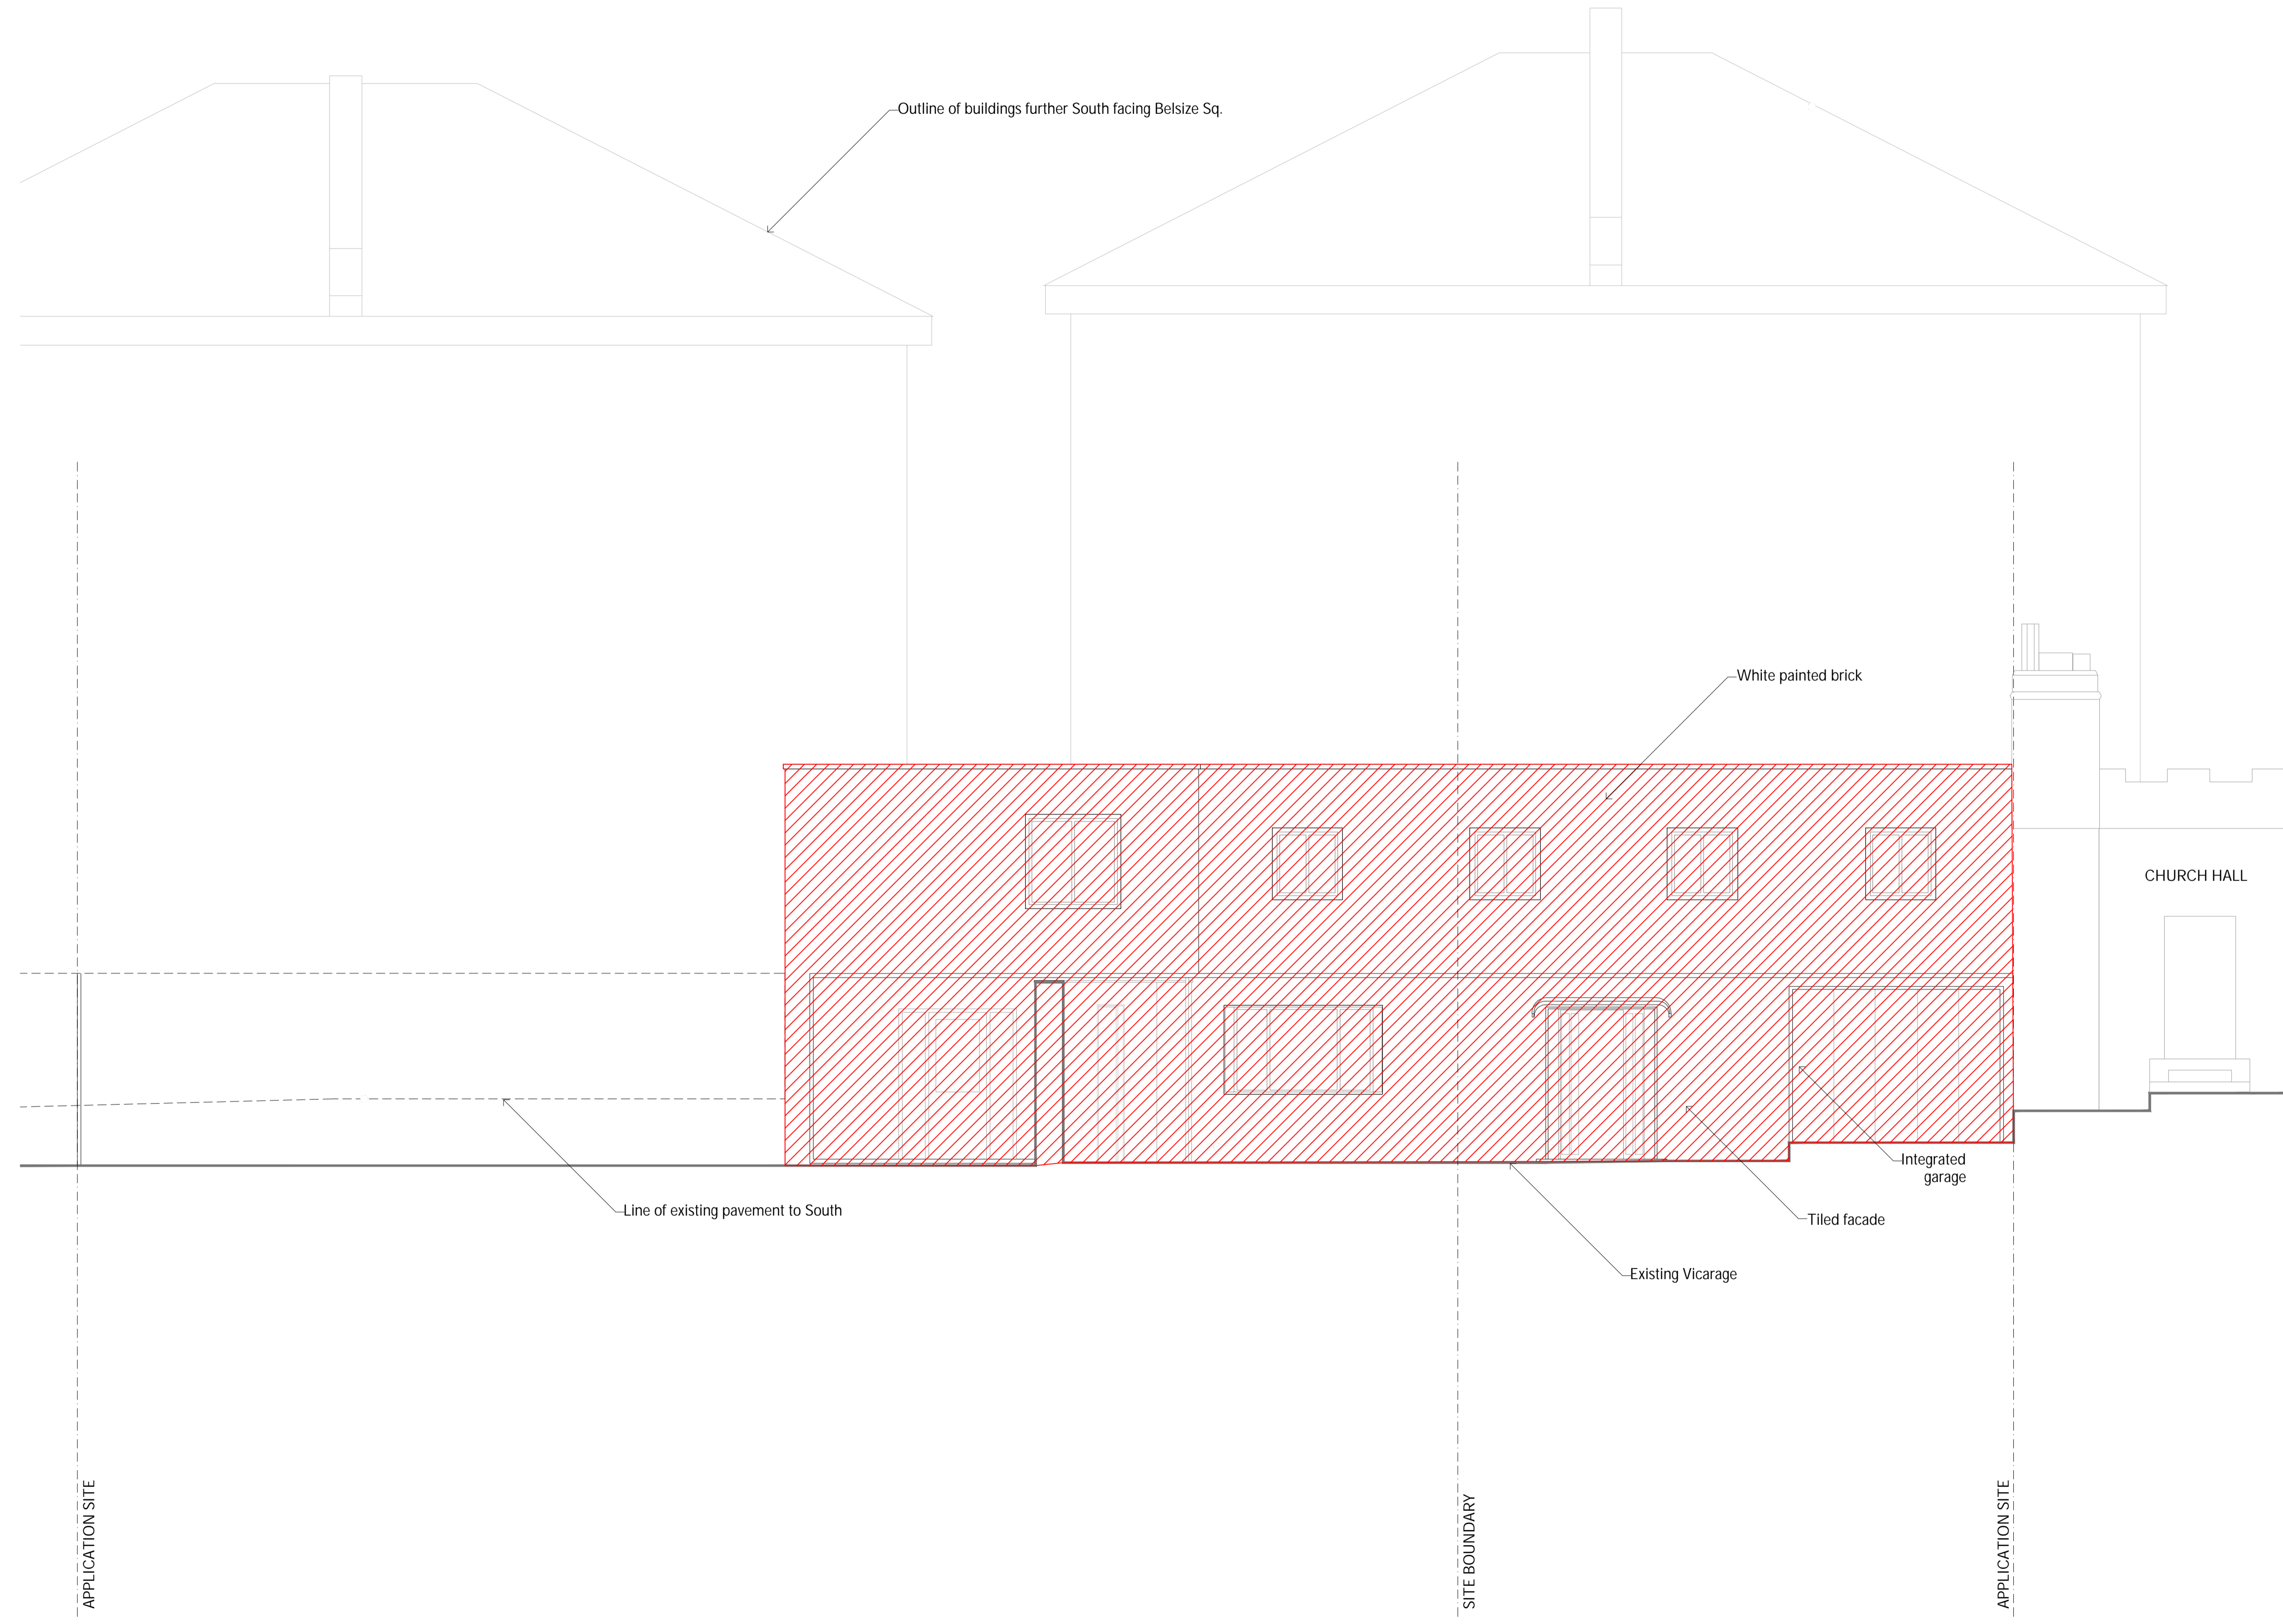 Outline of buildings further South facing Belsize Sq.
White painted brick
CHURCH HALL
Integrated
garage
Line of existing pavement to South
Tiled facade
Existing Vicarage
APPLICATION SITE
SITE BOUNDARY
APPLICATION SITE